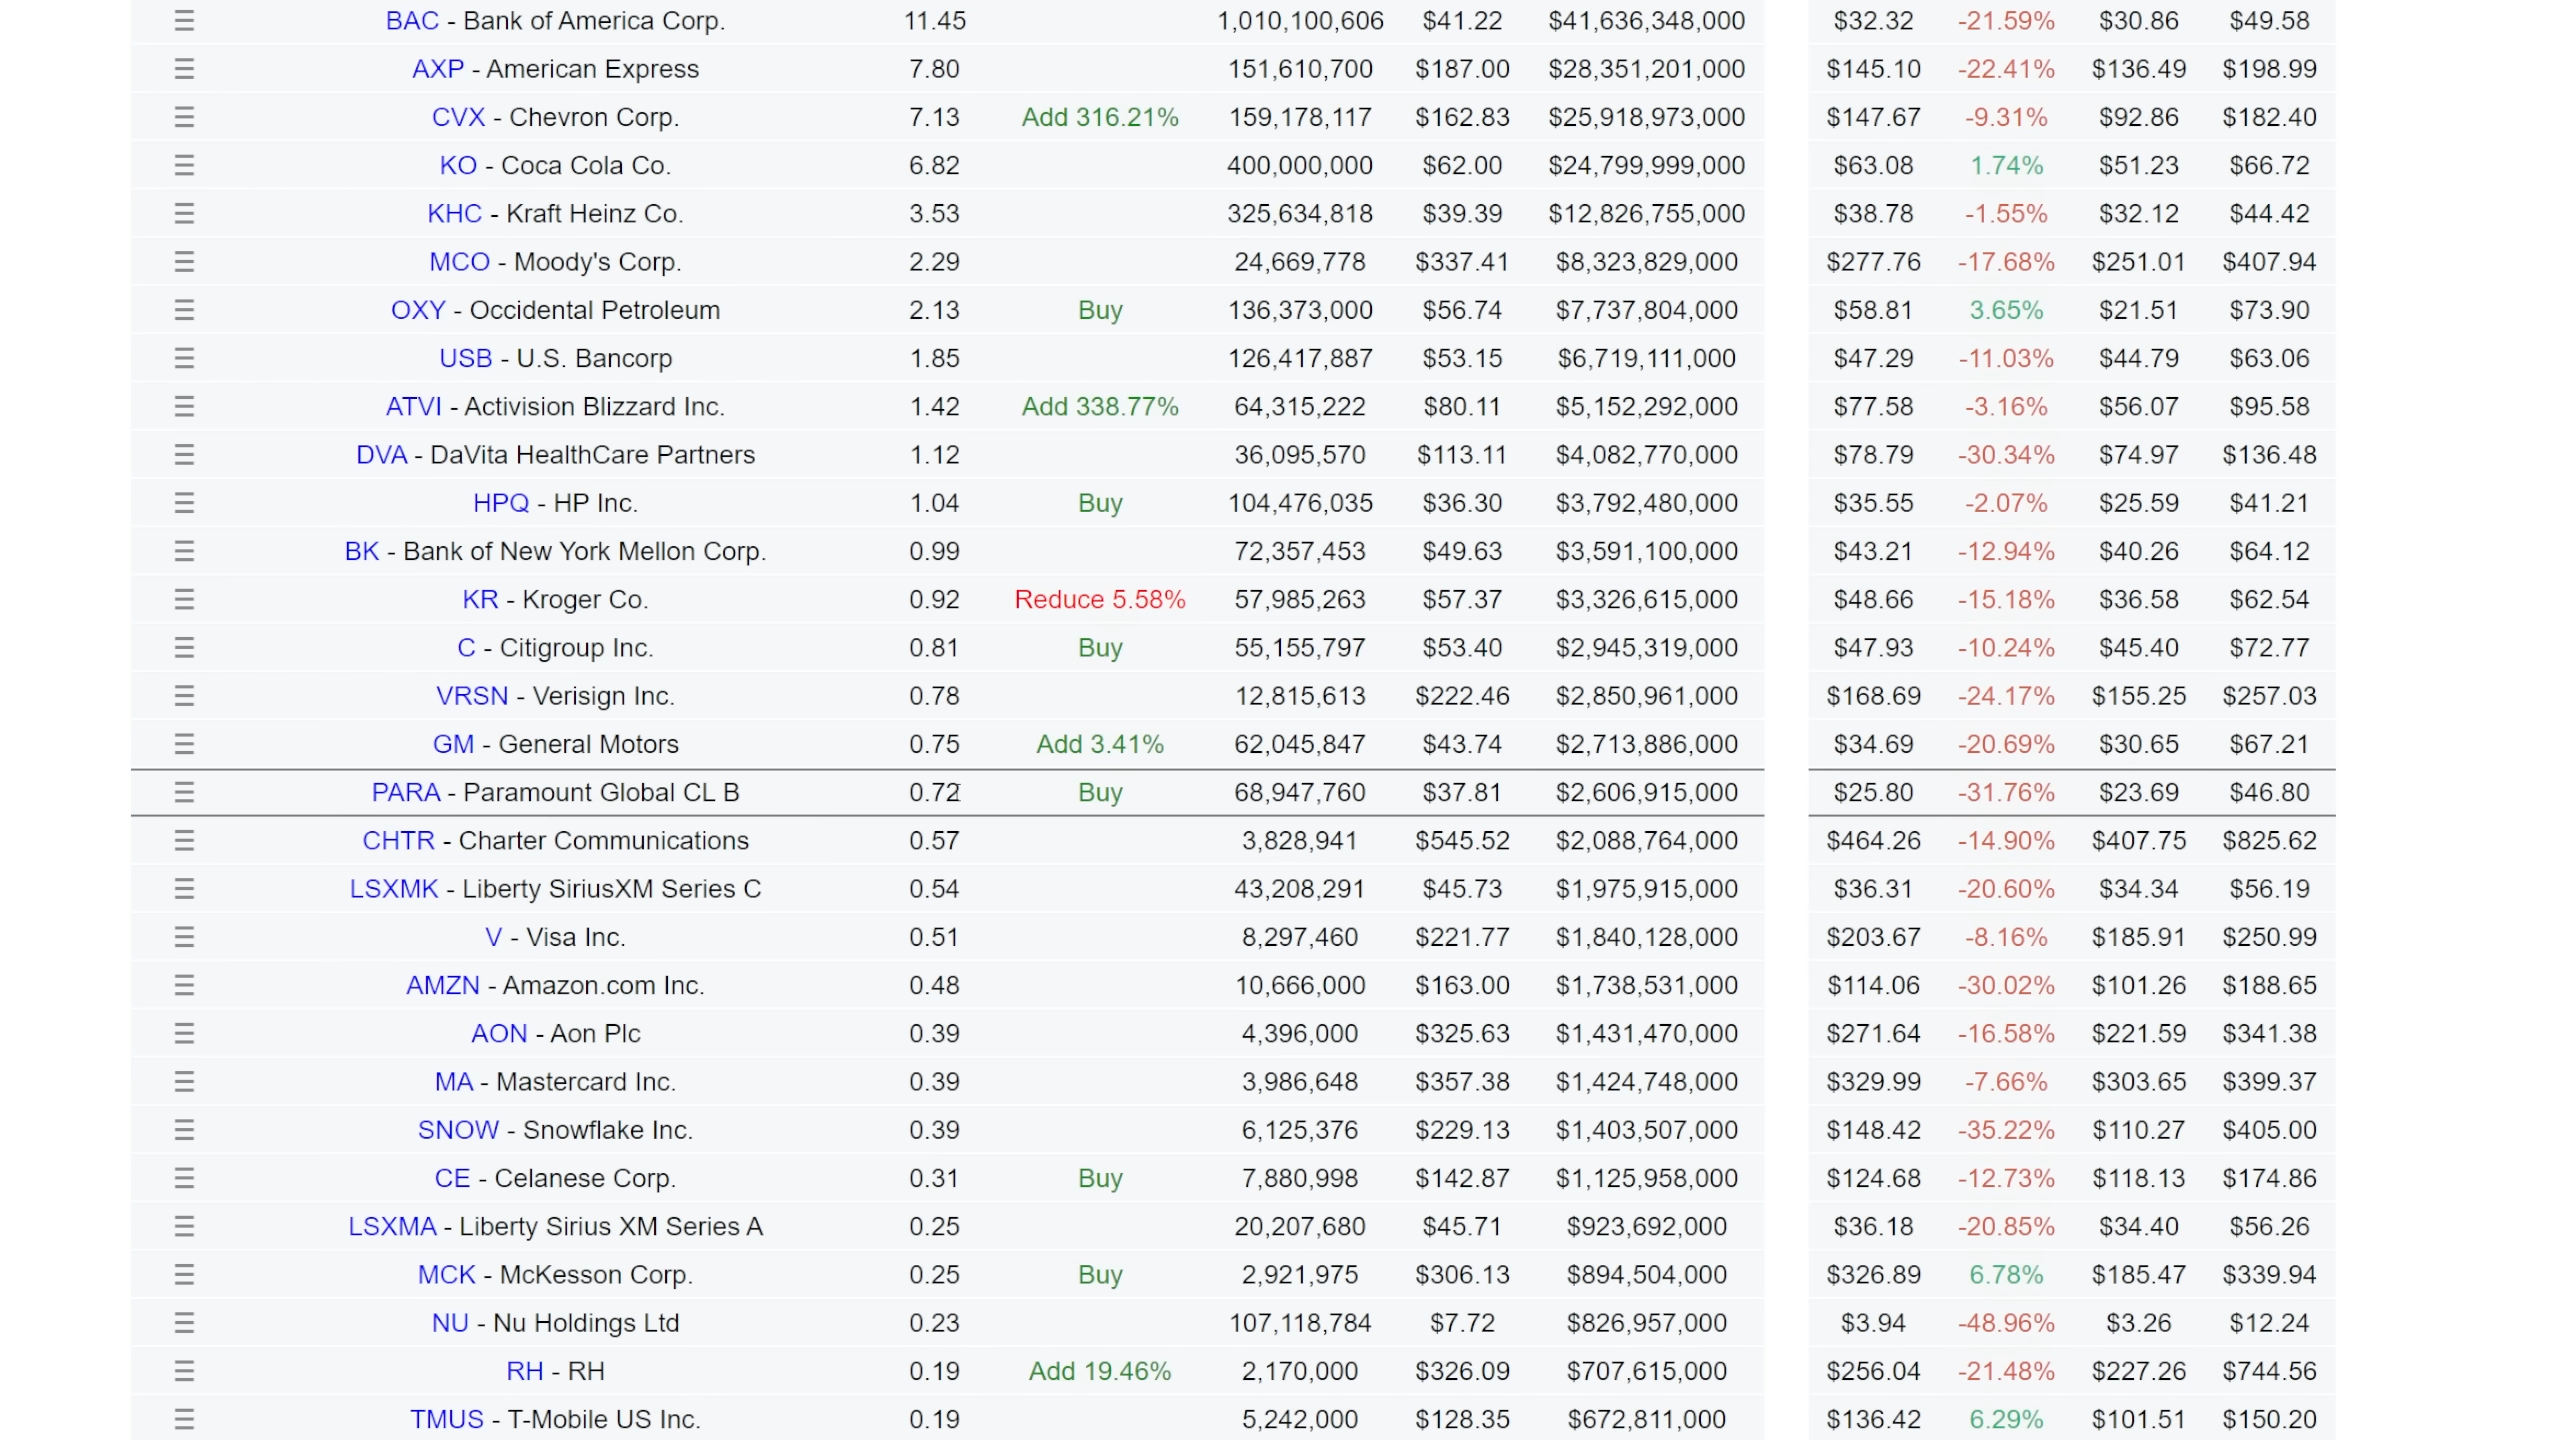 ☰ BAC - Bank of America Corp. 11.45 1,010,100,606 $41.22 $41,636,348,000 $32.32 -21.59% $30.86 $49.58
☰ AXP - American Express 7.80 151,610,700 $187.00 $28,351,201,000 $145.10 -22.41% $136.49 $198.99
☰ CVX - Chevron Corp. 7.13 Add 316.21% 159,178,117 $162.83 $25,918,973,000 $147.67 -9.31% $92.86 $182.40
☰ KO - Coca Cola Co. 6.82 400,000,000 $62.00 $24,799,999,000 $63.08 1.74% $51.23 $66.72
☰ KHC - Kraft Heinz Co. 3.53 325,634,818 $39.39 $12,826,755,000 $38.78 -1.55% $32.12 $44.42
☰ MCO - Moody's Corp. 2.29 24,669,778 $337.41 $8,323,829,000 $277.76 -17.68% $251.01 $407.94
☰ OXY - Occidental Petroleum 2.13 Buy 136,373,000 $56.74 $7,737,804,000 $58.81 3.65% $21.51 $73.90
☰ USB - U.S. Bancorp 1.85 126,417,887 $53.15 $6,719,111,000 $47.29 -11.03% $44.79 $63.06
☰ ATVI - Activision Blizzard Inc. 1.42 Add 338.77% 64,315,222 $80.11 $5,152,292,000 $77.58 -3.16% $56.07 $95.58
☰ DVA - DaVita HealthCare Partners 1.12 36,095,570 $113.11 $4,082,770,000 $78.79 -30.34% $74.97 $136.48
☰ HPQ - HP Inc. 1.04 Buy 104,476,035 $36.30 $3,792,480,000 $35.55 -2.07% $25.59 $41.21
☰ BK - Bank of New York Mellon Corp. 0.99 72,357,453 $49.63 $3,591,100,000 $43.21 -12.94% $40.26 $64.12
☰ KR - Kroger Co. 0.92 Reduce 5.58% 57,985,263 $57.37 $3,326,615,000 $48.66 -15.18% $36.58 $62.54
☰ C - Citigroup Inc. 0.81 Buy 55,155,797 $53.40 $2,945,319,000 $47.93 -10.24% $45.40 $72.77
☰ VRSN - Verisign Inc. 0.78 12,815,613 $222.46 $2,850,961,000 $168.69 -24.17% $155.25 $257.03
☰ GM - General Motors 0.75 Add 3.41% 62,045,847 $43.74 $2,713,886,000 $34.69 -20.69% $30.65 $67.21
☰ PARA - Paramount Global CL B 0.72 Buy 68,947,760 $37.81 $2,606,915,000 $25.80 -31.76% $23.69 $46.80
☰ CHTR - Charter Communications 0.57 3,828,941 $545.52 $2,088,764,000 $464.26 -14.90% $407.75 $825.62
☰ LSXMK - Liberty SiriusXM Series C 0.54 43,208,291 $45.73 $1,975,915,000 $36.31 -20.60% $34.34 $56.19
☰ V - Visa Inc. 0.51 8,297,460 $221.77 $1,840,128,000 $203.67 -8.16% $185.91 $250.99
☰ AMZN - Amazon.com Inc. 0.48 10,666,000 $163.00 $1,738,531,000 $114.06 -30.02% $101.26 $188.65
☰ AON - Aon Plc 0.39 4,396,000 $325.63 $1,431,470,000 $271.64 -16.58% $221.59 $341.38
☰ MA - Mastercard Inc. 0.39 3,986,648 $357.38 $1,424,748,000 $329.99 -7.66% $303.65 $399.37
☰ SNOW - Snowflake Inc. 0.39 6,125,376 $229.13 $1,403,507,000 $148.42 -35.22% $110.27 $405.00
☰ CE - Celanese Corp. 0.31 Buy 7,880,998 $142.87 $1,125,958,000 $124.68 -12.73% $118.13 $174.86
☰ LSXMA - Liberty Sirius XM Series A 0.25 20,207,680 $45.71 $923,692,000 $36.18 -20.85% $34.40 $56.26
☰ MCK - McKesson Corp. 0.25 Buy 2,921,975 $306.13 $894,504,000 $326.89 6.78% $185.47 $339.94
☰ NU - Nu Holdings Ltd 0.23 107,118,784 $7.72 $826,957,000 $3.94 -48.96% $3.26 $12.24
☰ RH - RH 0.19 Add 19.46% 2,170,000 $326.09 $707,615,000 $256.04 -21.48% $227.26 $744.56
☰ TMUS - T-Mobile US Inc. 0.19 5,242,000 $128.35 $672,811,000 $136.42 6.29% $101.51 $150.20